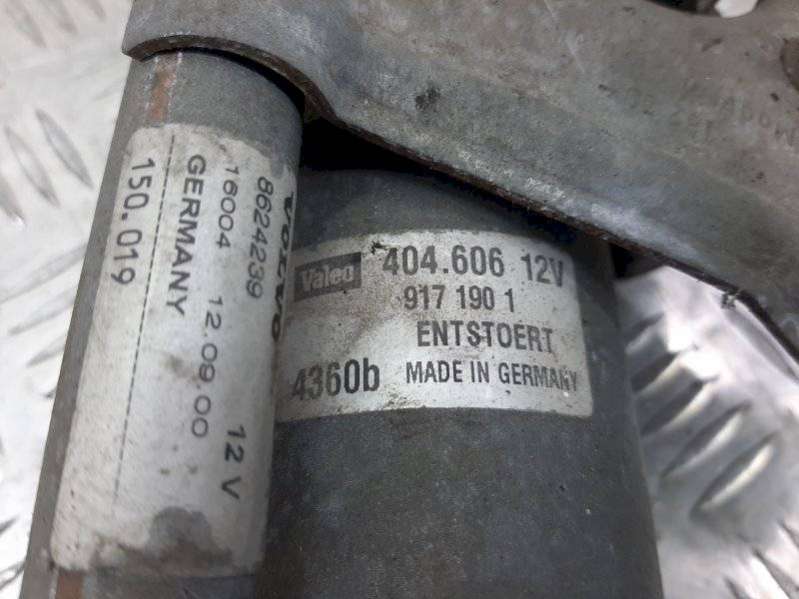 VOLVO
8624239
16004 12.09.00 12V
GERMANY
150.019
Valeo 404.606 12V
917 190 1
ENTSTOERT
4360b MADE IN GERMANY